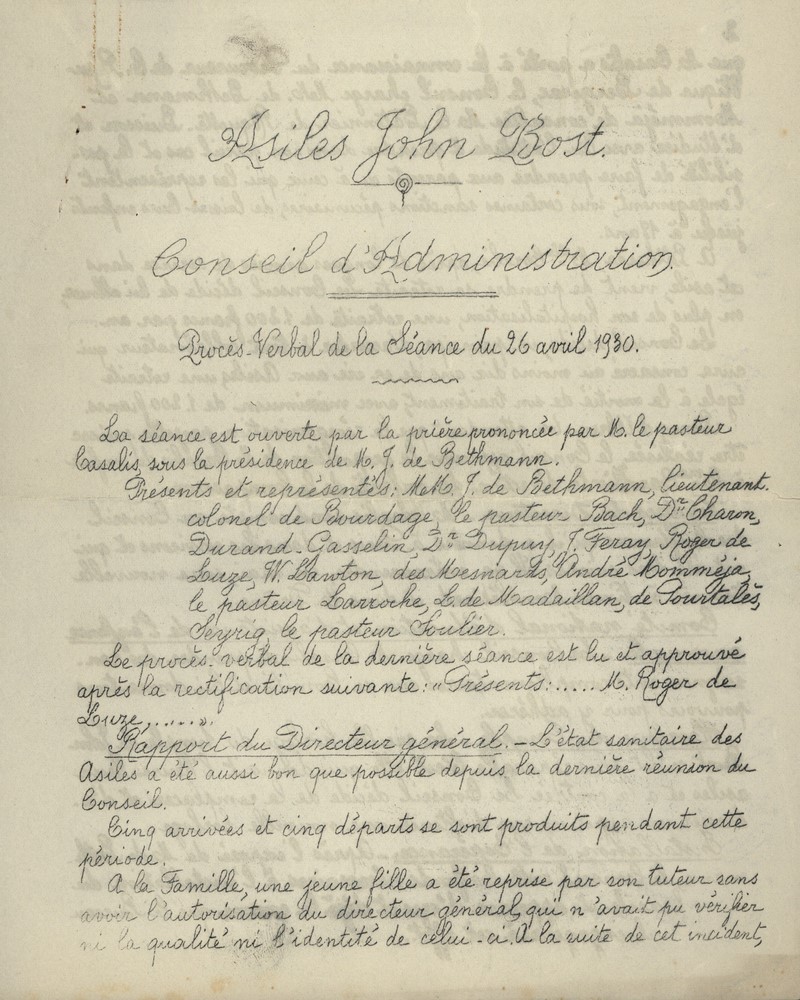 Asiles John Bost.
Conseil d'Administration
Procès-Verbal de la Séance du 26 avril 1930.
La séance est ouverte par la prière prononcée par M. le pasteur
Casalis, sous la présidence de M. J. de Bethmann.
Présents et représentés: M.M. J. de Bethmann, lieutenant.
colonel de Bourdage, le pasteur Bach, Dr. Charon,
Durand-Gasselin, Dr. Dupuy, J. Feray, Roger de
Luze, W. Lawton, des Mesnards, André Momméja,
le pasteur Larroche, L. de Madaillan, de Pourtalès,
Seyrig, le pasteur Soulier.
Le procès-verbal de la dernière séance est lu et approuvé
après la rectification suivante: "Présents:..... M. Roger de
Luze,.....".
Rapport du Directeur général. - L'état sanitaire des
Asiles a été aussi bon que possible depuis la dernière réunion du
Conseil.
Cinq arrivées et cinq départs se sont produits pendant cette
période.
A la Famille, une jeune fille a été reprise par son tuteur sans
avoir l'autorisation du directeur général, qui n'avait pu vérifier
ni la qualité ni l'identité de celui-ci. A la suite de cet incident,